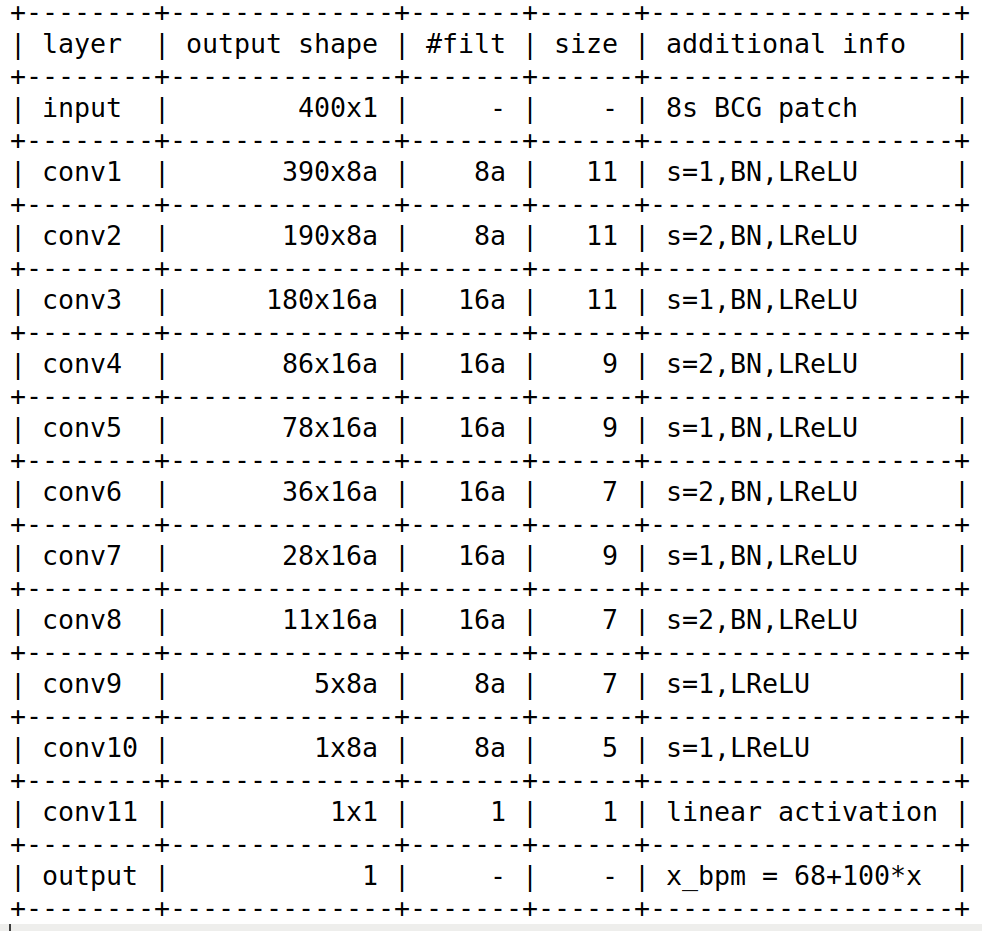 +--------+--------------+-------+------+-------------------+
| layer  | output shape | #filt | size | additional info   |
+--------+--------------+-------+------+-------------------+
| input  |        400x1 |     - |    - | 8s BCG patch      |
+--------+--------------+-------+------+-------------------+
| conv1  |       390x8a |    8a |   11 | s=1,BN,LReLU      |
+--------+--------------+-------+------+-------------------+
| conv2  |       190x8a |    8a |   11 | s=2,BN,LReLU      |
+--------+--------------+-------+------+-------------------+
| conv3  |      180x16a |   16a |   11 | s=1,BN,LReLU      |
+--------+--------------+-------+------+-------------------+
| conv4  |       86x16a |   16a |    9 | s=2,BN,LReLU      |
+--------+--------------+-------+------+-------------------+
| conv5  |       78x16a |   16a |    9 | s=1,BN,LReLU      |
+--------+--------------+-------+------+-------------------+
| conv6  |       36x16a |   16a |    7 | s=2,BN,LReLU      |
+--------+--------------+-------+------+-------------------+
| conv7  |       28x16a |   16a |    9 | s=1,BN,LReLU      |
+--------+--------------+-------+------+-------------------+
| conv8  |       11x16a |   16a |    7 | s=2,BN,LReLU      |
+--------+--------------+-------+------+-------------------+
| conv9  |         5x8a |    8a |    7 | s=1,LReLU         |
+--------+--------------+-------+------+-------------------+
| conv10 |         1x8a |    8a |    5 | s=1,LReLU         |
+--------+--------------+-------+------+-------------------+
| conv11 |          1x1 |     1 |    1 | linear activation |
+--------+--------------+-------+------+-------------------+
| output |            1 |     - |    - | x_bpm = 68+100*x  |
+--------+--------------+-------+------+-------------------+